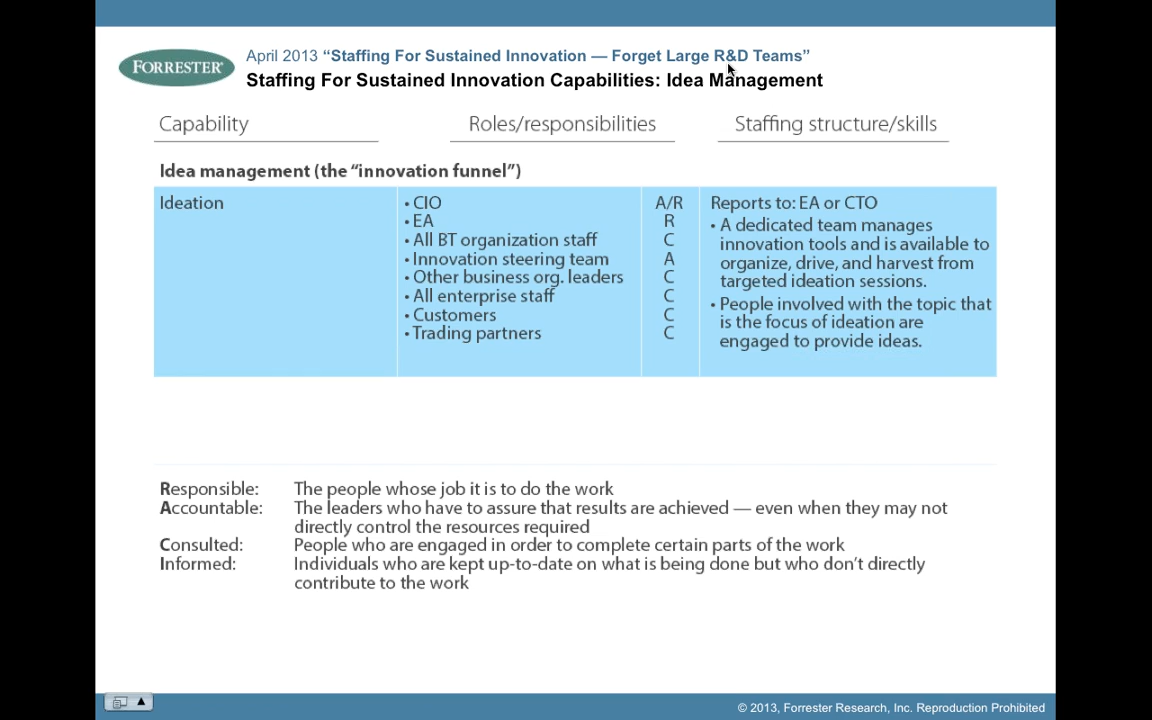 FORRESTER
April 2013 “Staffing For Sustained Innovation — Forget Large R&D Teams”
Staffing For Sustained Innovation Capabilities: Idea Management
Capability Roles/responsibilities Staffing structure/skills
Idea management (the “innovation funnel”)
Ideation
• CIO A/R
• EA R
• All BT organization staff C
• Innovation steering team A
• Other business org. leaders C
• All enterprise staff C
• Customers C
• Trading partners C
Reports to: EA or CTO
• A dedicated team manages
innovation tools and is available to
organize, drive, and harvest from
targeted ideation sessions.
• People involved with the topic that
is the focus of ideation are
engaged to provide ideas.
Responsible: The people whose job it is to do the work
Accountable: The leaders who have to assure that results are achieved — even when they may not
directly control the resources required
Consulted: People who are engaged in order to complete certain parts of the work
Informed: Individuals who are kept up-to-date on what is being done but who don’t directly
contribute to the work
© 2013, Forrester Research, Inc. Reproduction Prohibited